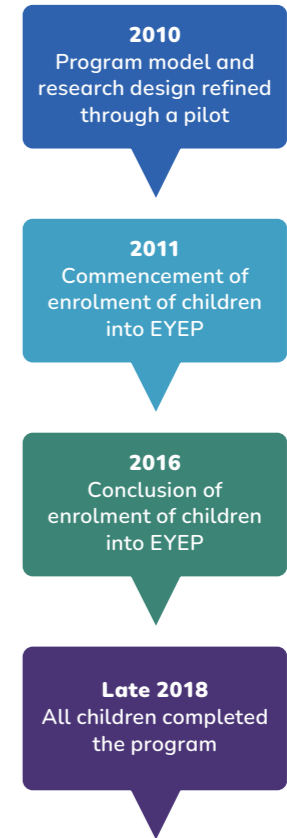 2010
Program model and
research design refined
through a pilot
2011
Commencement of
enrolment of children
into EYEP
2016
Conclusion of
enrolment of children
into EYEP
Late 2018
All children completed
the program